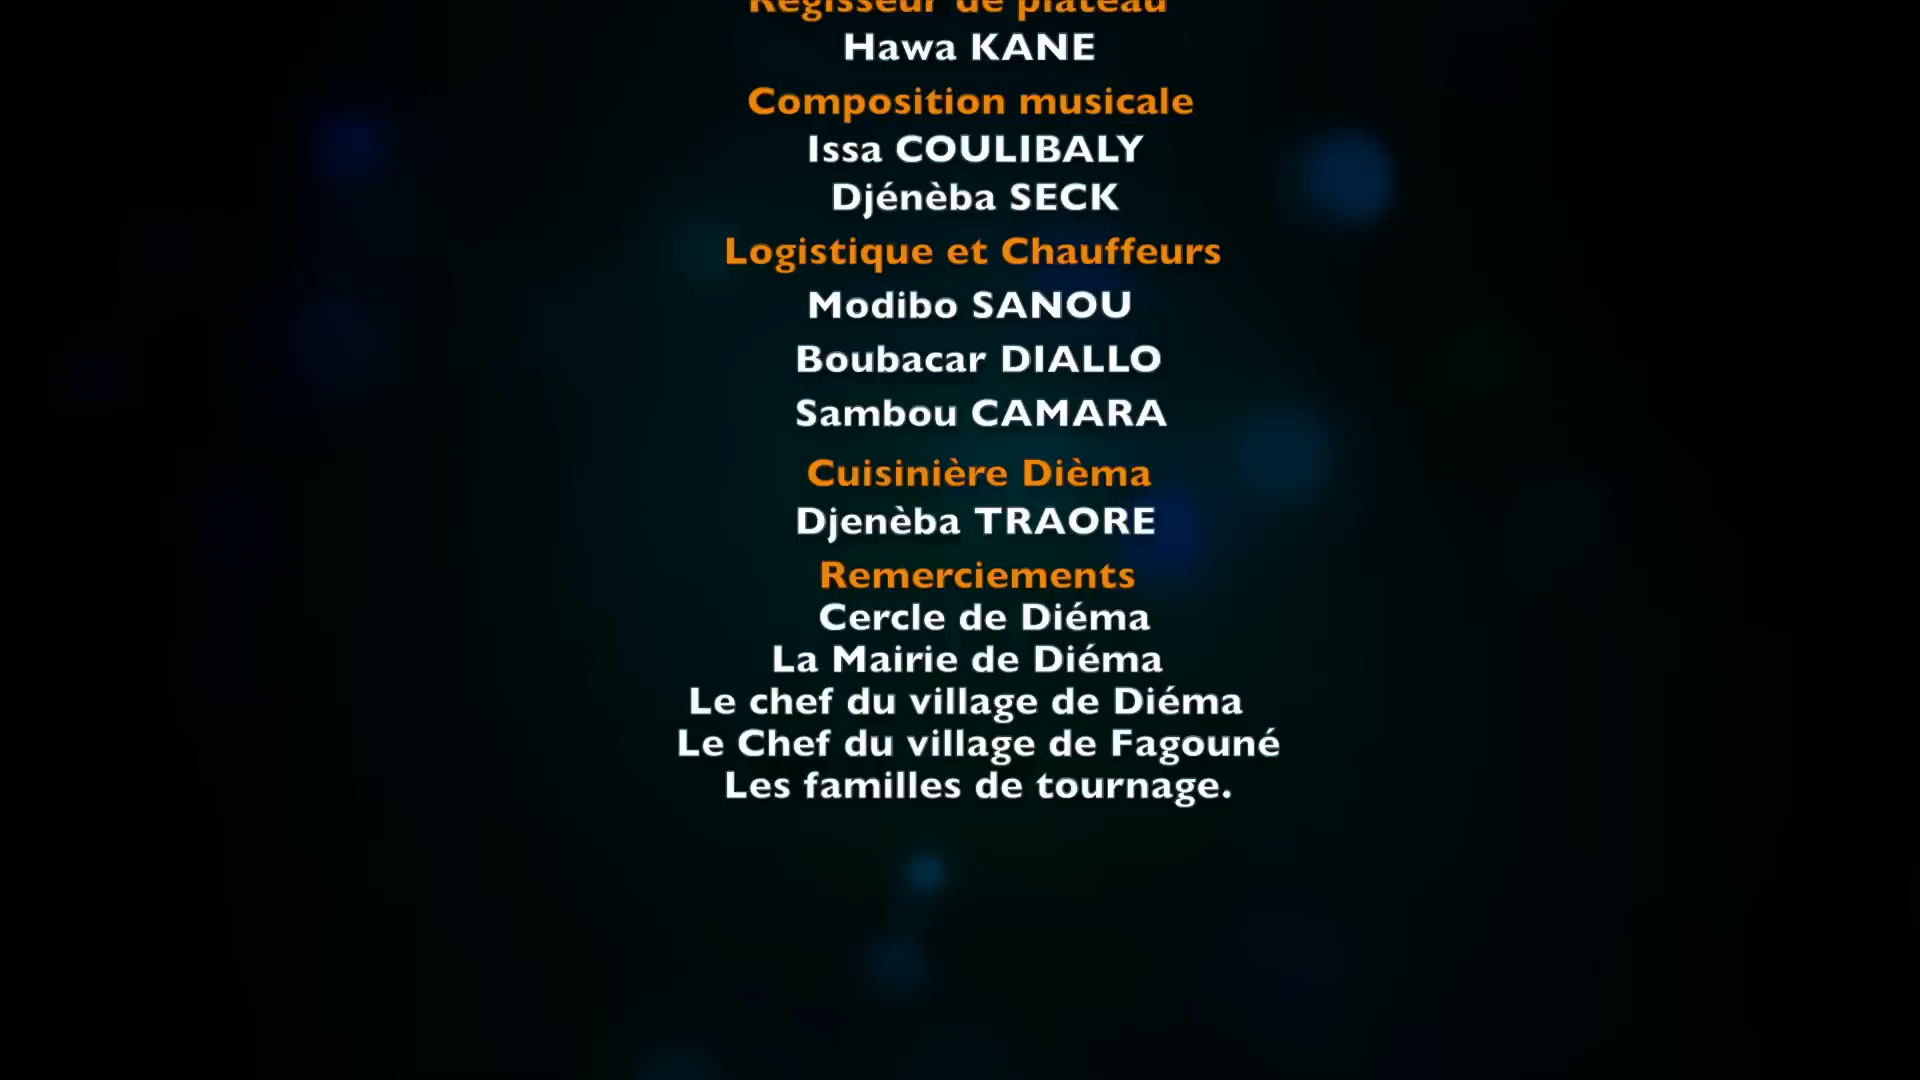 Régisseur de plateau
Hawa KANE
Composition musicale
Issa COULIBALY
Djénèba SECK
Logistique et Chauffeurs
Modibo SANOU
Boubacar DIALLO
Sambou CAMARA
Cuisinière Dièma
Djenèba TRAORE
Remerciements
Cercle de Diéma
La Mairie de Diéma
Le chef du village de Diéma
Le Chef du village de Fagouné
Les familles de tournage.